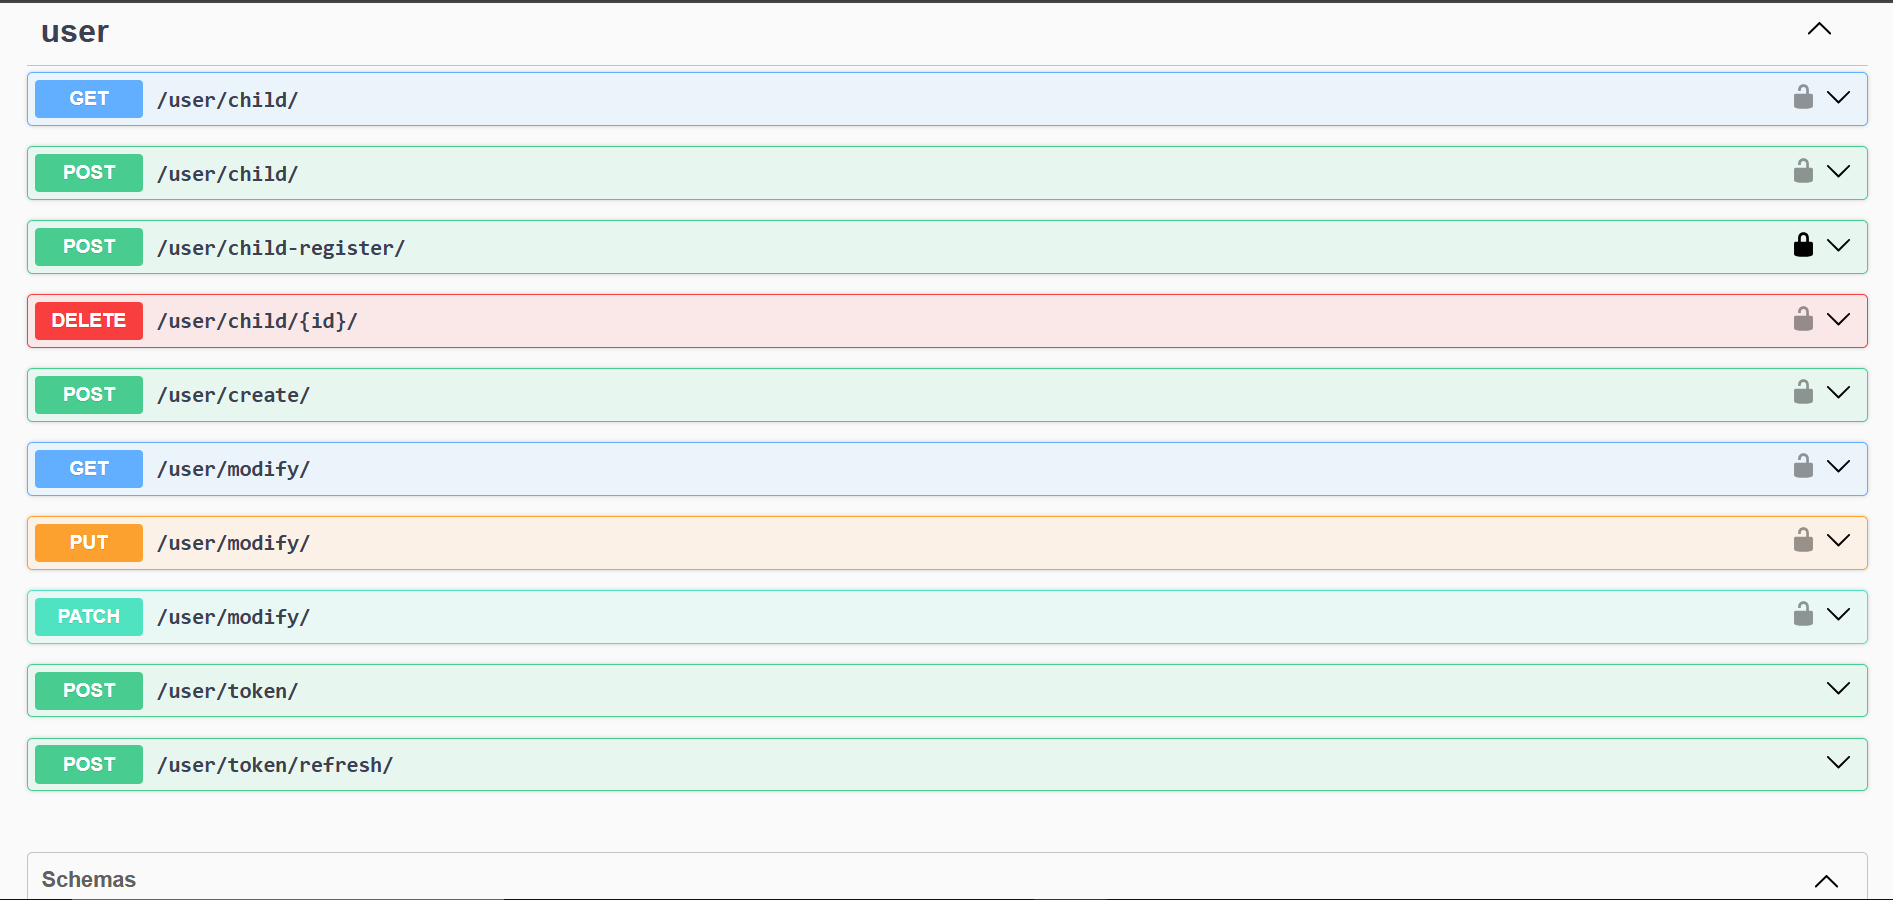 user
GET /user/child/
POST /user/child/
POST /user/child-register/
DELETE /user/child/{id}/
POST /user/create/
GET /user/modify/
PUT /user/modify/
PATCH /user/modify/
POST /user/token/
POST /user/token/refresh/
Schemas